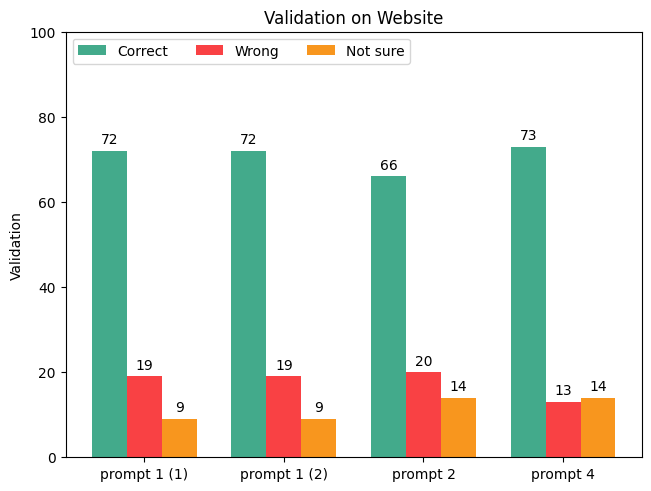 Validation on Website
Correct Wrong Not sure
100
80
60
40
20
0
Validation
72 19 9
72 19 9
66 20 14
73 13 14
prompt 1 (1) prompt 1 (2) prompt 2 prompt 4